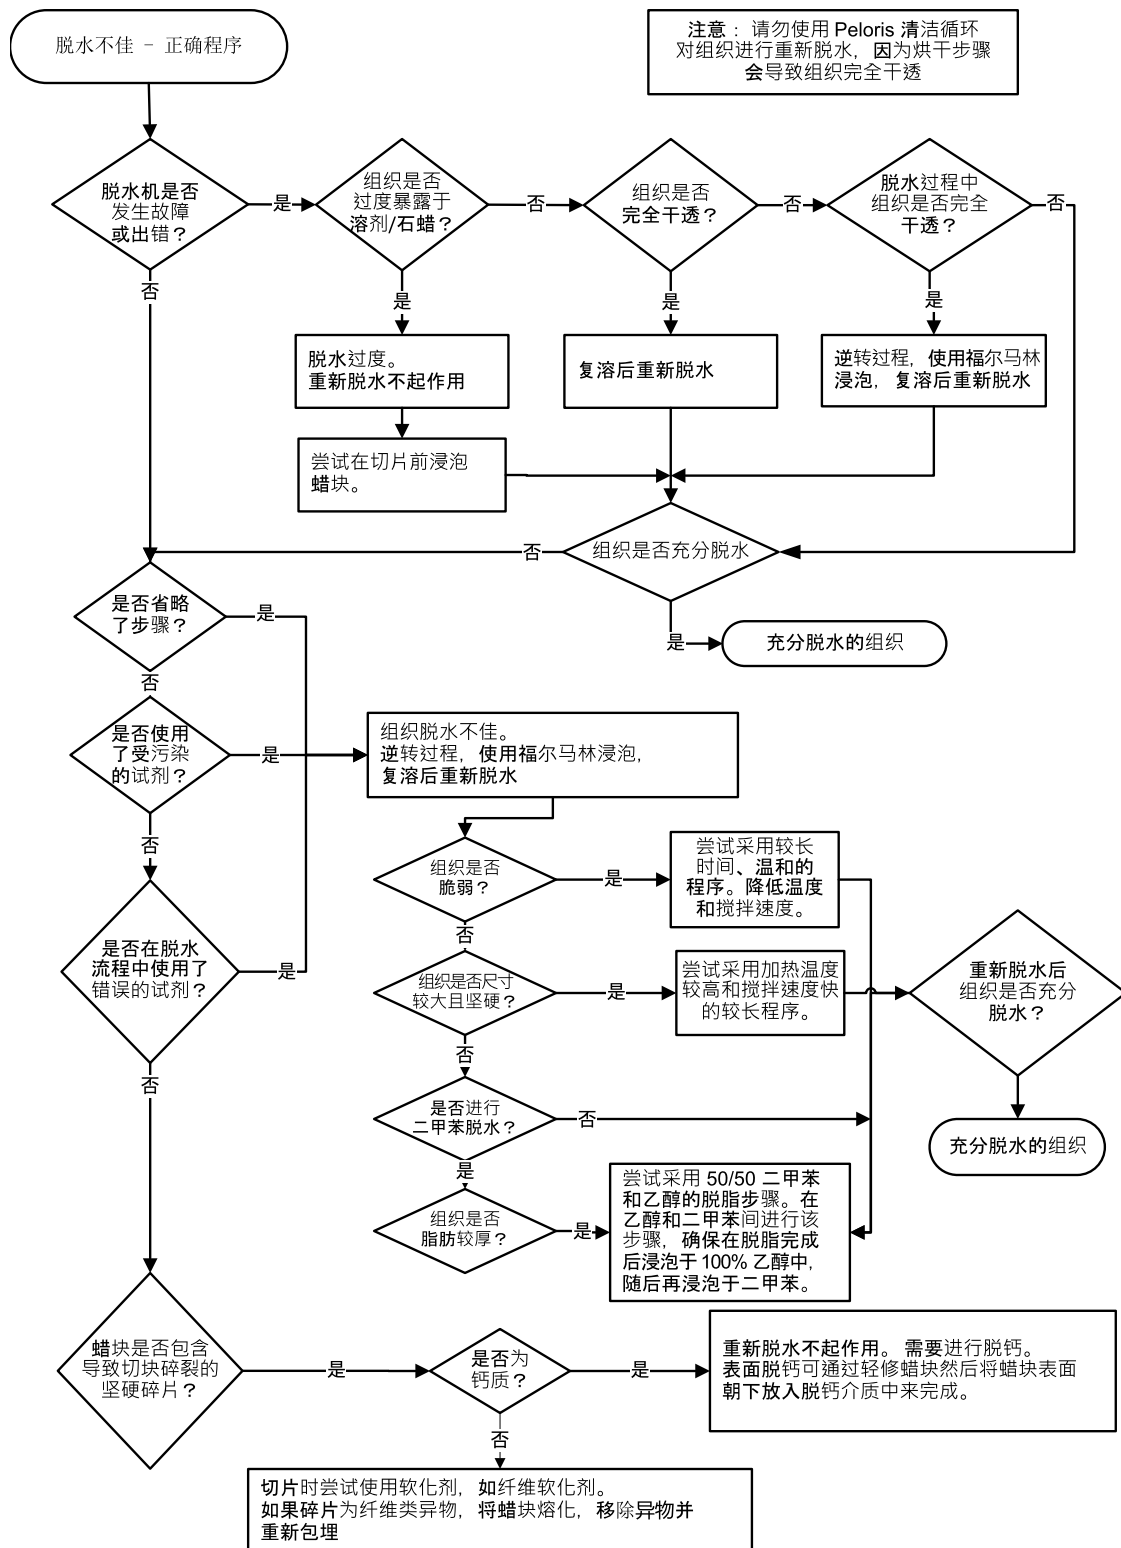 脱水不佳 - 正确程序
注意：请勿使用 Peloris 清洁循环
对组织进行重新脱水，因为烘干步骤
会导致组织完全干透
脱水机是否
发生故障
或出错？
是
组织是否
过度暴露于
溶剂/石蜡？
否
组织是否
完全干透？
否
脱水过程中
组织是否完全
干透？
否
否
是
是
是
脱水过度。
重新脱水不起作用
复溶后重新脱水
逆转过程，使用福尔马林
浸泡，复溶后重新脱水
尝试在切片前浸泡
蜡块。
否
组织是否充分脱水
是
充分脱水的组织
是否省略
了步骤？
是
否
是否使用
了受污染
的试剂？
是
组织脱水不佳。
逆转过程，使用福尔马林浸泡，
复溶后重新脱水
否
组织是否
脆弱？
是
尝试采用较长
时间、温和的
程序。降低温度
和搅拌速度。
是否在脱水
流程中使用了
错误的试剂？
是
否
组织是否尺寸
较大且坚硬？
是
尝试采用加热温度
较高和搅拌速度快
的较长程序。
重新脱水后
组织是否充分
脱水？
否
否
是否进行
二甲苯脱水？
否
充分脱水的组织
是
组织是否
脂肪较厚？
是
尝试采用 50/50 二甲苯
和乙醇的脱脂步骤。在
乙醇和二甲苯间进行该
步骤，确保在脱脂完成
后浸泡于 100% 乙醇中，
随后再浸泡于二甲苯。
蜡块是否包含
导致切块碎裂的
坚硬碎片？
是
是否为
钙质？
是
重新脱水不起作用。 需要进行脱钙。
表面脱钙可通过轻修蜡块然后将蜡块表面
朝下放入脱钙介质中来完成。
否
切片时尝试使用软化剂，如纤维软化剂。
如果碎片为纤维类异物，将蜡块熔化，移除异物并
重新包埋